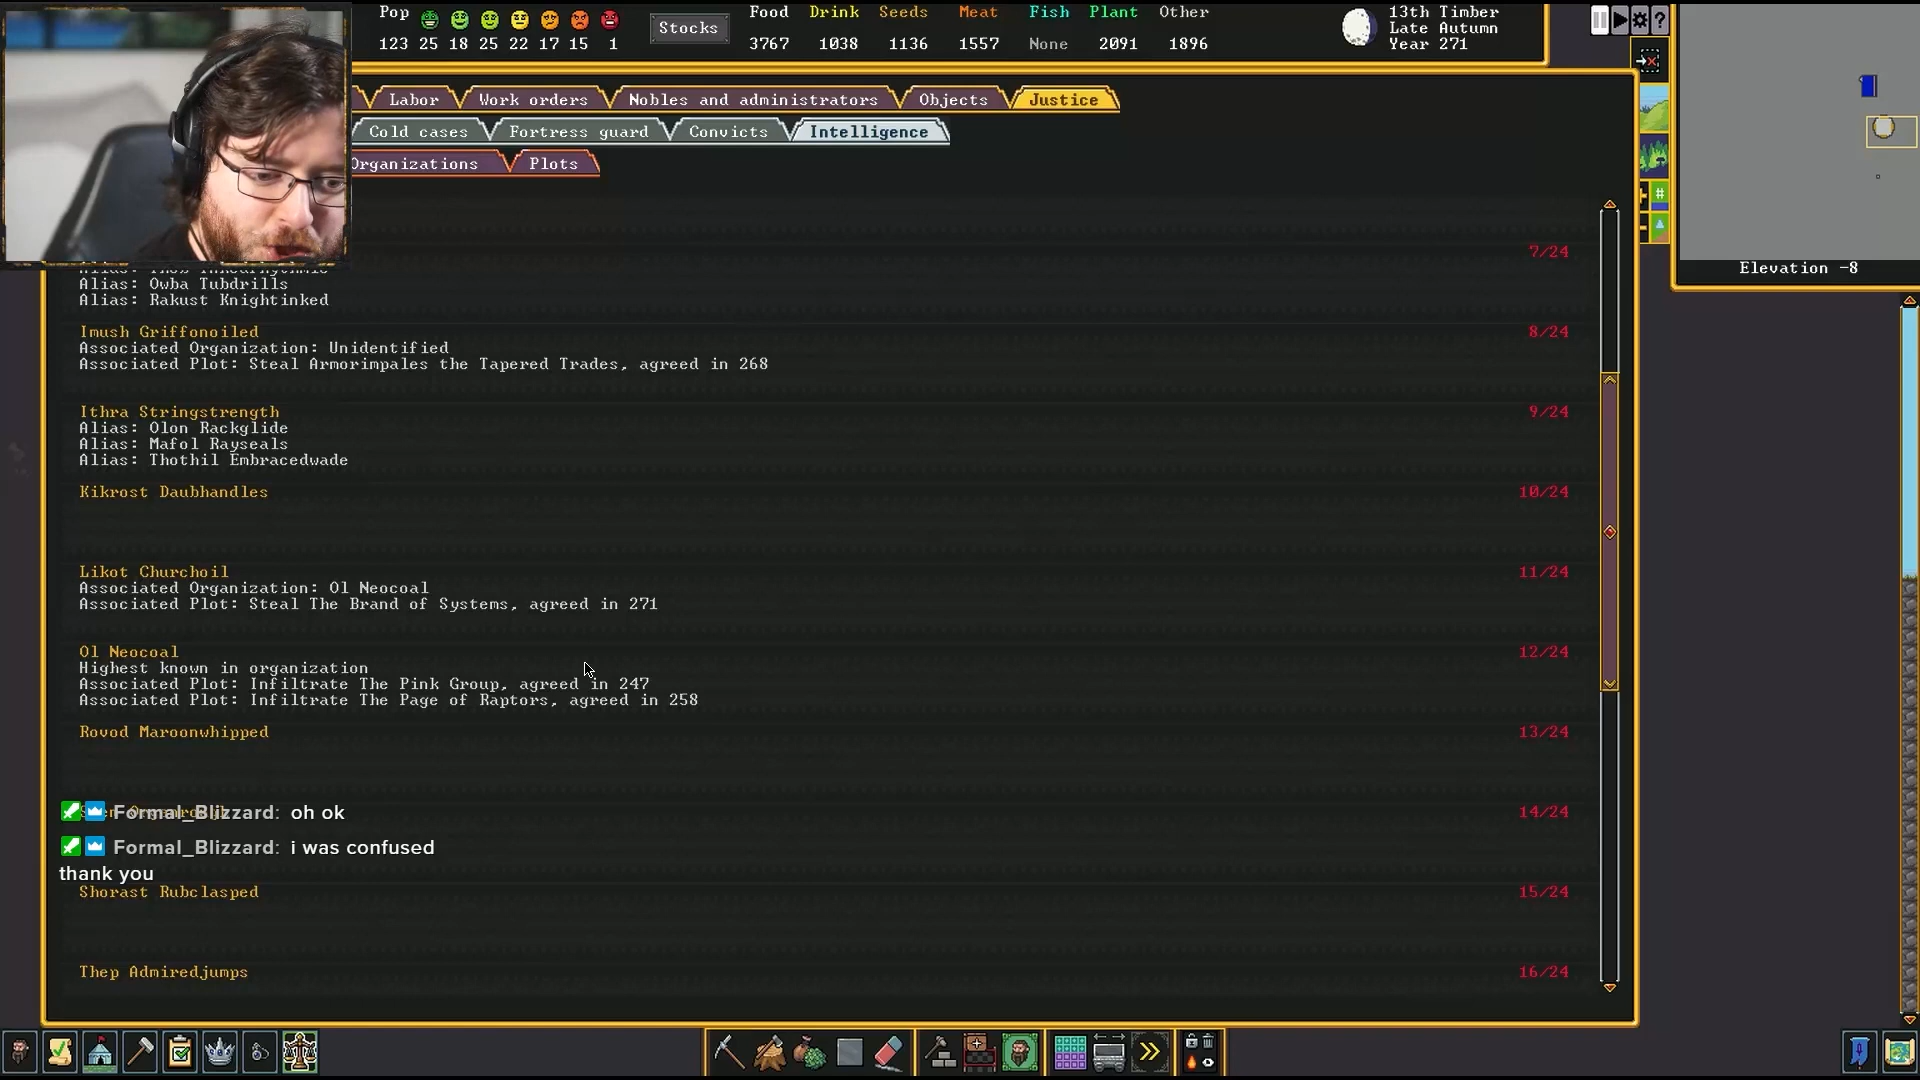 Pop
123 25 18 25 22 17 15 1
Stocks
Food Drink Seeds Meat Fish Plant Other
3767 1038 1136 1557 None 2091 1896
13th Timber
Late Autumn
Year 271
Labor Work orders Nobles and administrators Objects Justice
Cold cases Fortress guard Convicts Intelligence
Organizations Plots
Elevation -8
7/24
Alias: Owba Tubdrills
Alias: Rakust Knightinked
Imush Griffonoiled 8/24
Associated Organization: Unidentified
Associated Plot: Steal Armorimpales the Tapered Trades, agreed in 268
Ithra Stringstrength 9/24
Alias: Olon Rackglide
Alias: Mafol Rayseals
Alias: Thothil Embracedwade
Kikrost Daubhandles 10/24
Likot Churchoil 11/24
Associated Organization: Ol Neocoal
Associated Plot: Steal The Brand of Systems, agreed in 271
Ol Neocoal 12/24
Highest known in organization
Associated Plot: Infiltrate The Pink Group, agreed in 247
Associated Plot: Infiltrate The Page of Raptors, agreed in 258
Rovod Maroonwhipped 13/24
14/24
Formal_Blizzard: oh ok
Formal_Blizzard: i was confused
thank you
Shorast Rubclasped 15/24
Thep Admiredjumps 16/24